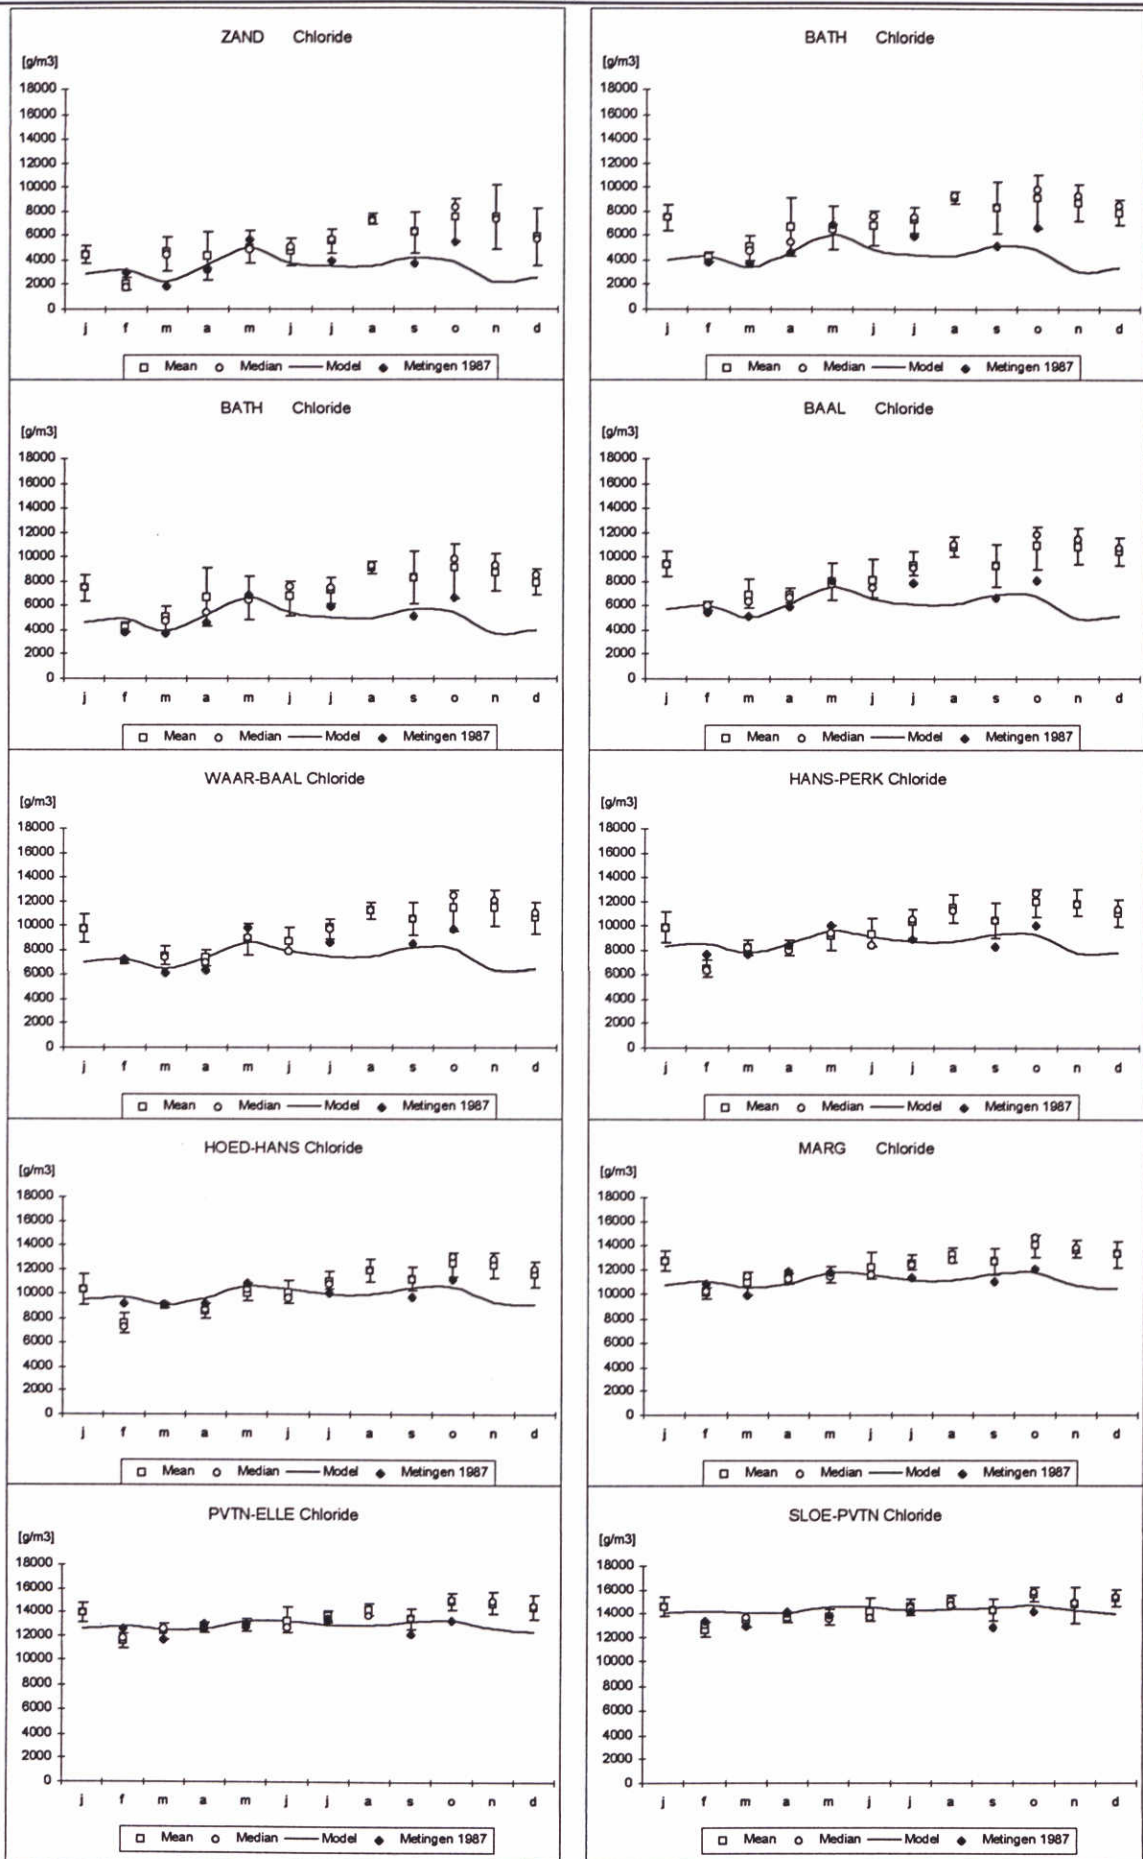 ZAND Chloride
[g/m3]
18000
16000
14000
12000
10000
8000
6000
4000
2000
0
j f m a m j j a s o n d
Mean Median Model Metingen 1987
BATH Chloride
[g/m3]
18000
16000
14000
12000
10000
8000
6000
4000
2000
0
j f m a m j j a s o n d
Mean Median Model Metingen 1987
BATH Chloride
[g/m3]
18000
16000
14000
12000
10000
8000
6000
4000
2000
0
j f m a m j j a s o n d
Mean Median Model Metingen 1987
BAAL Chloride
[g/m3]
18000
16000
14000
12000
10000
8000
6000
4000
2000
0
j f m a m j j a s o n d
Mean Median Model Metingen 1987
WAAR-BAAL Chloride
[g/m3]
18000
16000
14000
12000
10000
8000
6000
4000
2000
0
j f m a m j j a s o n d
Mean Median Model Metingen 1987
HANS-PERK Chloride
[g/m3]
18000
16000
14000
12000
10000
8000
6000
4000
2000
0
j f m a m j j a s o n d
Mean Median Model Metingen 1987
HOED-HANS Chloride
[g/m3]
18000
16000
14000
12000
10000
8000
6000
4000
2000
0
j f m a m j j a s o n d
Mean Median Model Metingen 1987
MARG Chloride
[g/m3]
18000
16000
14000
12000
10000
8000
6000
4000
2000
0
j f m a m j j a s o n d
Mean Median Model Metingen 1987
PVTN-ELLE Chloride
[g/m3]
18000
16000
14000
12000
10000
8000
6000
4000
2000
0
j f m a m j j a s o n d
Mean Median Model Metingen 1987
SLOE-PVTN Chloride
[g/m3]
18000
16000
14000
12000
10000
8000
6000
4000
2000
0
j f m a m j j a s o n d
Mean Median Model Metingen 1987